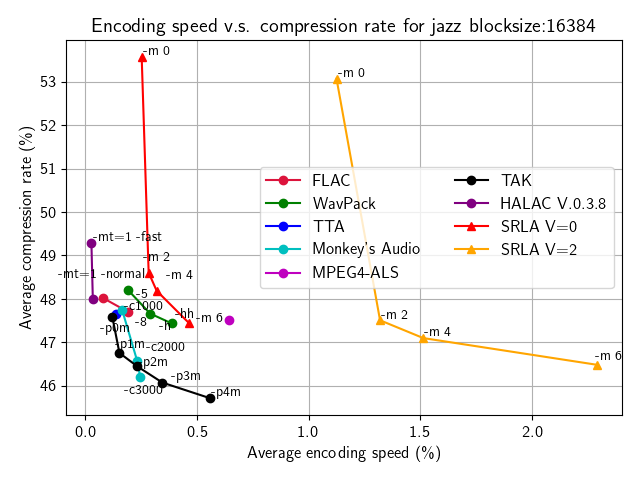 Encoding speed v.s. compression rate for jazz blocksize:16384
Average compression rate (%)
53
52
51
50
49
48
47
46
-m 0
-m 0
FLAC
WavPack
TTA
Monkey's Audio
MPEG4-ALS
TAK
HALAC V.0.3.8
SRLA V=0
SRLA V=2
-mt=1 -fast
-m 2
-mt=1 -normal
-m 4
-5
-c1000
-8
-h
-hh
-m 6
-p0m
-p1m
-c2000
-p2m
-p3m
-c3000
-p4m
-m 2
-m 4
-m 6
0.0
0.5
1.0
1.5
2.0
Average encoding speed (%)